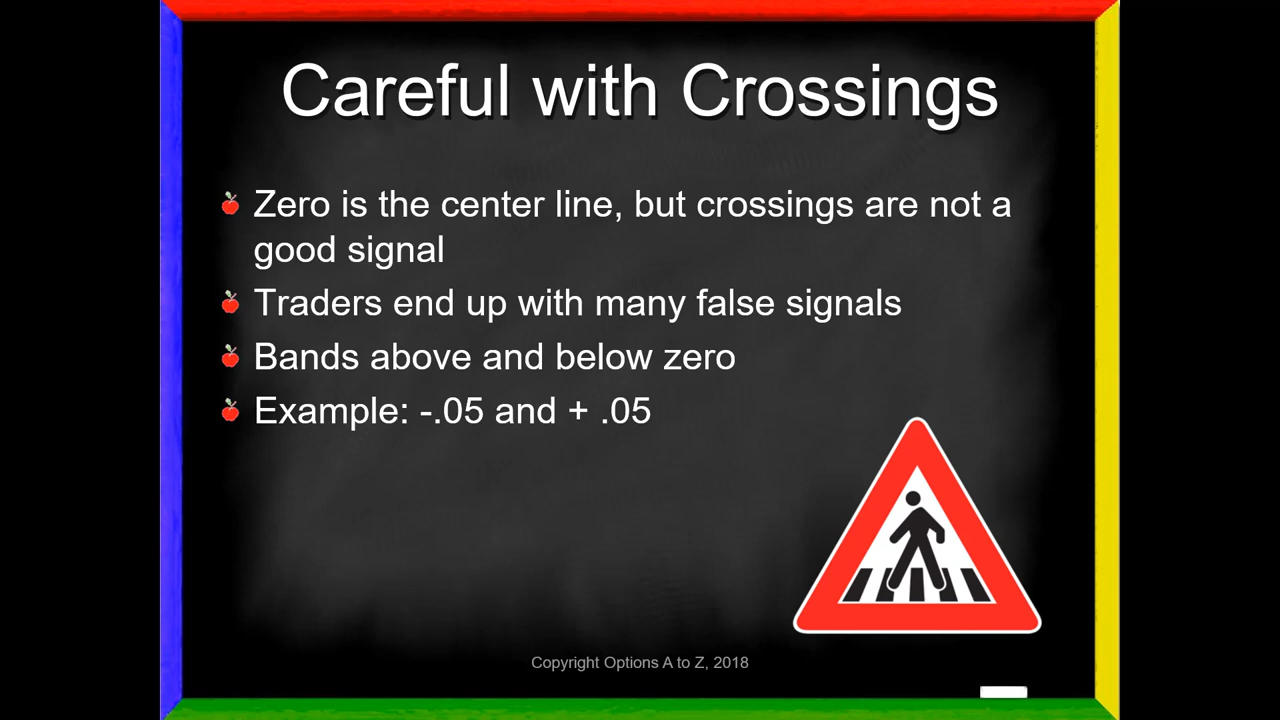 Careful with Crossings
Zero is the center line, but crossings are not a
good signal
Traders end up with many false signals
Bands above and below zero
Example: -.05 and + .05
Copyright Options A to Z, 2018